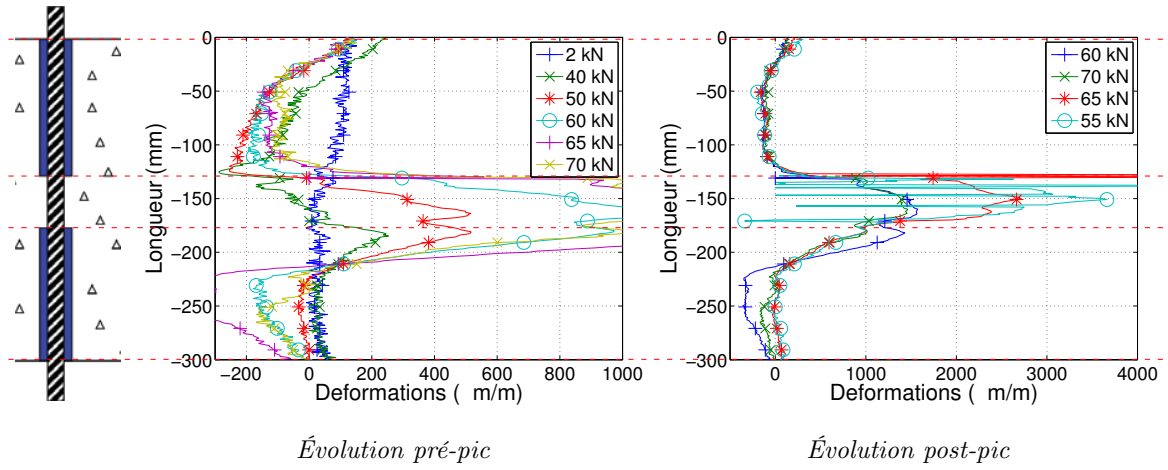 0
−50
−100
−150
−200
−250
−300
Longueur (mm)
−200
0
200
400
600
800
1000
Deformations (  m/m)
2 kN
40 kN
50 kN
60 kN
65 kN
70 kN
Évolution pré-pic
0
−50
−100
−150
−200
−250
−300
Longueur (mm)
0
1000
2000
3000
4000
Deformations (  m/m)
60 kN
70 kN
65 kN
55 kN
Évolution post-pic